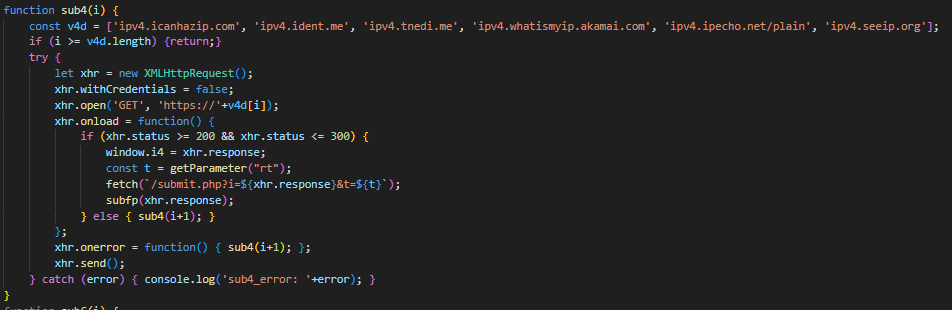 function sub4(i) {
    const v4d = ['ipv4.icanhazip.com', 'ipv4.ident.me', 'ipv4.tnedi.me', 'ipv4.whatismyip.akamai.com', 'ipv4.ipecho.net/plain', 'ipv4.seeip.org'];
    if (i >= v4d.length) {return;}
    try {
        let xhr = new XMLHttpRequest();
        xhr.withCredentials = false;
        xhr.open('GET', 'https://'+v4d[i]);
        xhr.onload = function() {
            if (xhr.status >= 200 && xhr.status <= 300) {
                window.i4 = xhr.response;
                const t = getParameter("rt");
                fetch(`/submit.php?i=${xhr.response}&t=${t}`);
                subfp(xhr.response);
            } else { sub4(i+1); }
        };
        xhr.onerror = function() { sub4(i+1); };
        xhr.send();
    } catch (error) { console.log('sub4_error: '+error); }
}